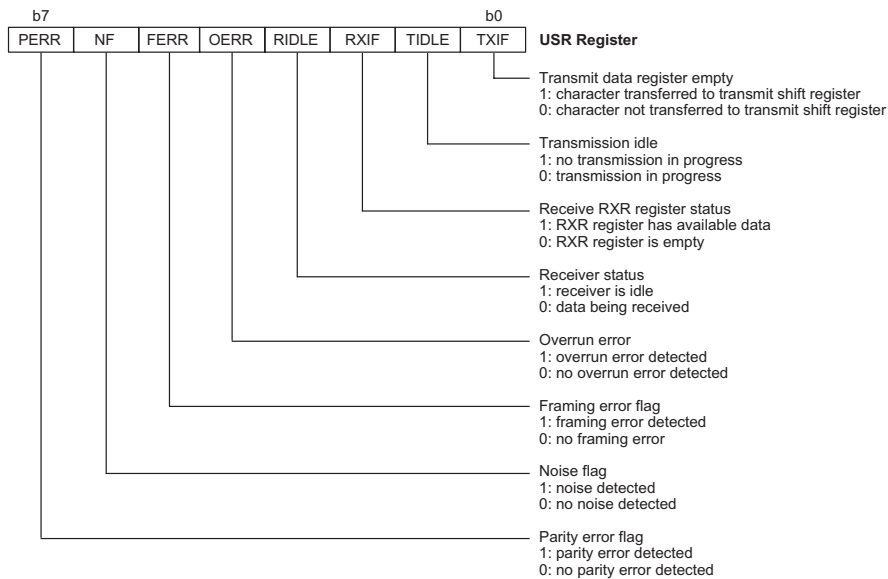 b7 b0
PERR NF FERR OERR RIDLE RXIF TIDLE TXIF USR Register
Transmit data register empty
1: character transferred to transmit shift register
0: character not transferred to transmit shift register
Transmission idle
1: no transmission in progress
0: transmission in progress
Receive RXR register status
1: RXR register has available data
0: RXR register is empty
Receiver status
1: receiver is idle
0: data being received
Overrun error
1: overrun error detected
0: no overrun error detected
Framing error flag
1: framing error detected
0: no framing error
Noise flag
1: noise detected
0: no noise detected
Parity error flag
1: parity error detected
0: no parity error detected